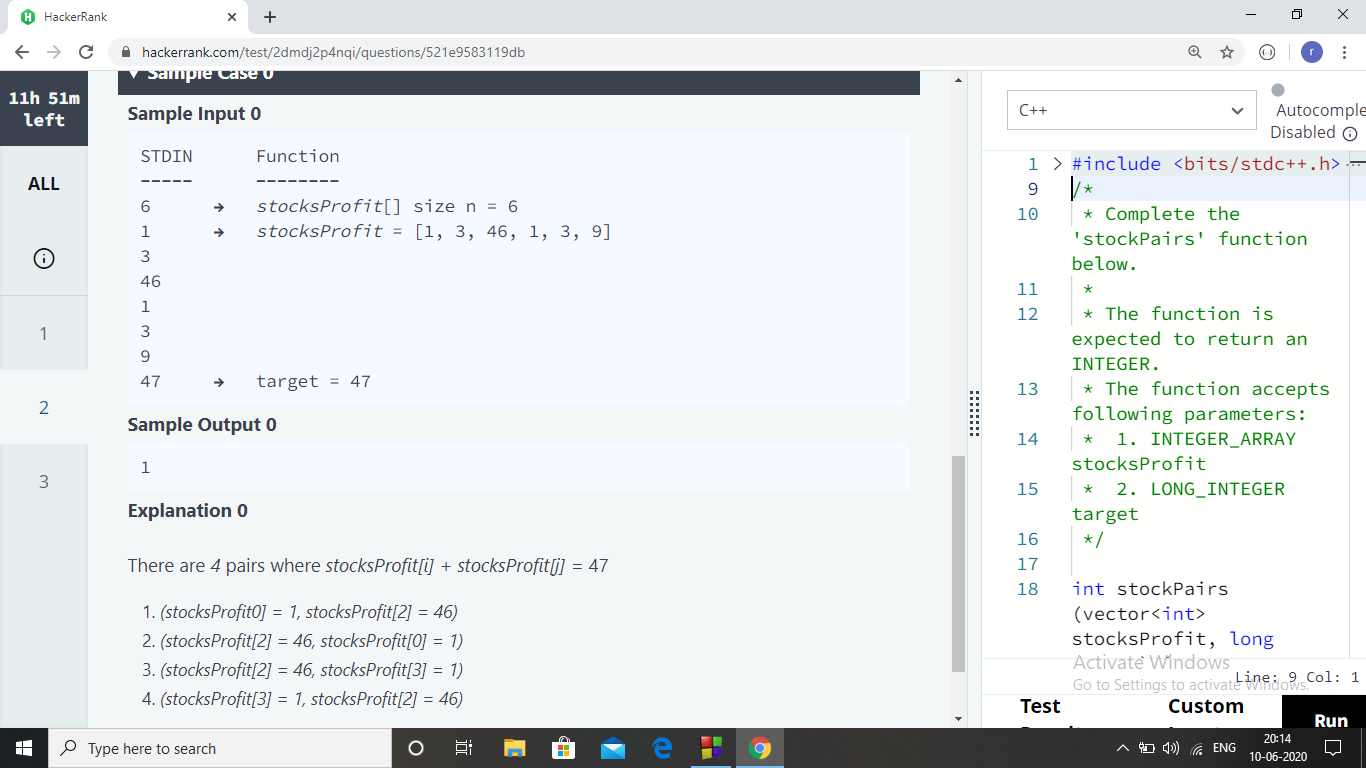 HackerRank
hackerrank.com/test/2dmdj2p4nqi/questions/521e9583119db
r
11h 51m
left
ALL
1
2
3
▼ Sample Case 0
Sample Input 0
STDIN Function
----- --------
6 → stocksProfit[] size n = 6
1 → stocksProfit = [1, 3, 46, 1, 3, 9]
3
46
1
3
9
47 → target = 47
Sample Output 0
1
Explanation 0
There are 4 pairs where stocksProfit[i] + stocksProfit[j] = 47
1. (stocksProfit0] = 1, stocksProfit[2] = 46)
2. (stocksProfit[2] = 46, stocksProfit[0] = 1)
3. (stocksProfit[2] = 46, stocksProfit[3] = 1)
4. (stocksProfit[3] = 1, stocksProfit[2] = 46)
C++
Autocomple
Disabled
1 > #include <bits/stdc++.h>
9 /*
10 * Complete the
'stockPairs' function
below.
11 *
12 * The function is
expected to return an
INTEGER.
13 * The function accepts
following parameters:
14 * 1. INTEGER_ARRAY
stocksProfit
15 * 2. LONG_INTEGER
target
16 */
17
18 int stockPairs
(vector<int>
stocksProfit, long
Activate Windows
Go to Settings to activate Windows.
Line: 9 Col: 1
Test
Custom
Run
Type here to search
ENG
20:14
10-06-2020